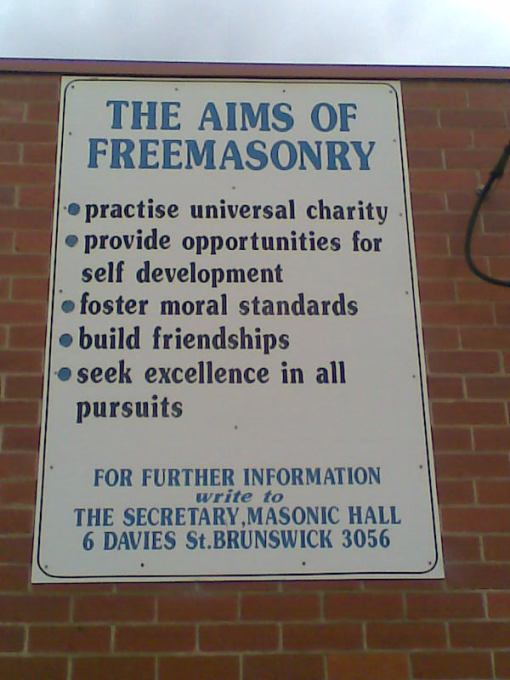 THE AIMS OF
FREEMASONRY
• practise universal charity
• provide opportunities for
self development
• foster moral standards
• build friendships
• seek excellence in all
pursuits
FOR FURTHER INFORMATION
write to
THE SECRETARY,MASONIC HALL
6 DAVIES St.BRUNSWICK 3056